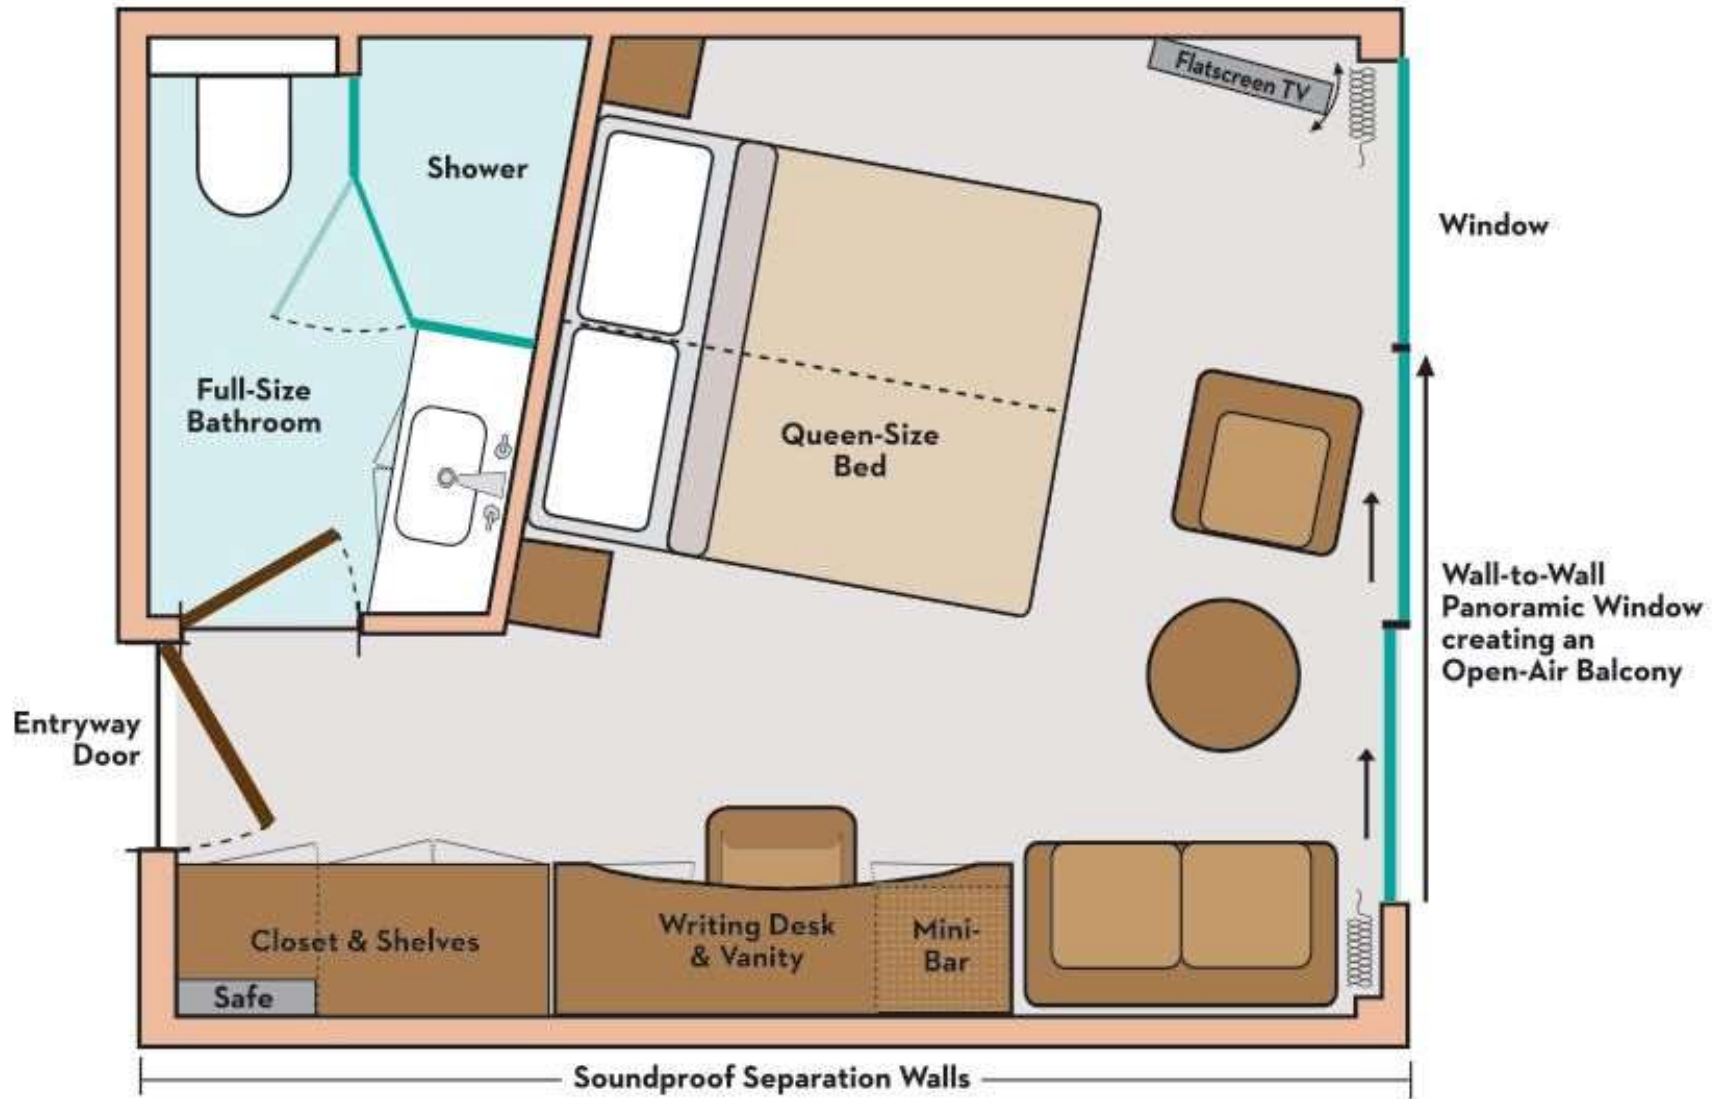 Flatscreen TV
Shower
Window
Full-Size
Bathroom
Queen-Size
Bed
Wall-to-Wall
Panoramic Window
creating an
Open-Air Balcony
Entryway
Door
Closet & Shelves
Safe
Writing Desk
& Vanity
Mini-
Bar
Soundproof Separation Walls